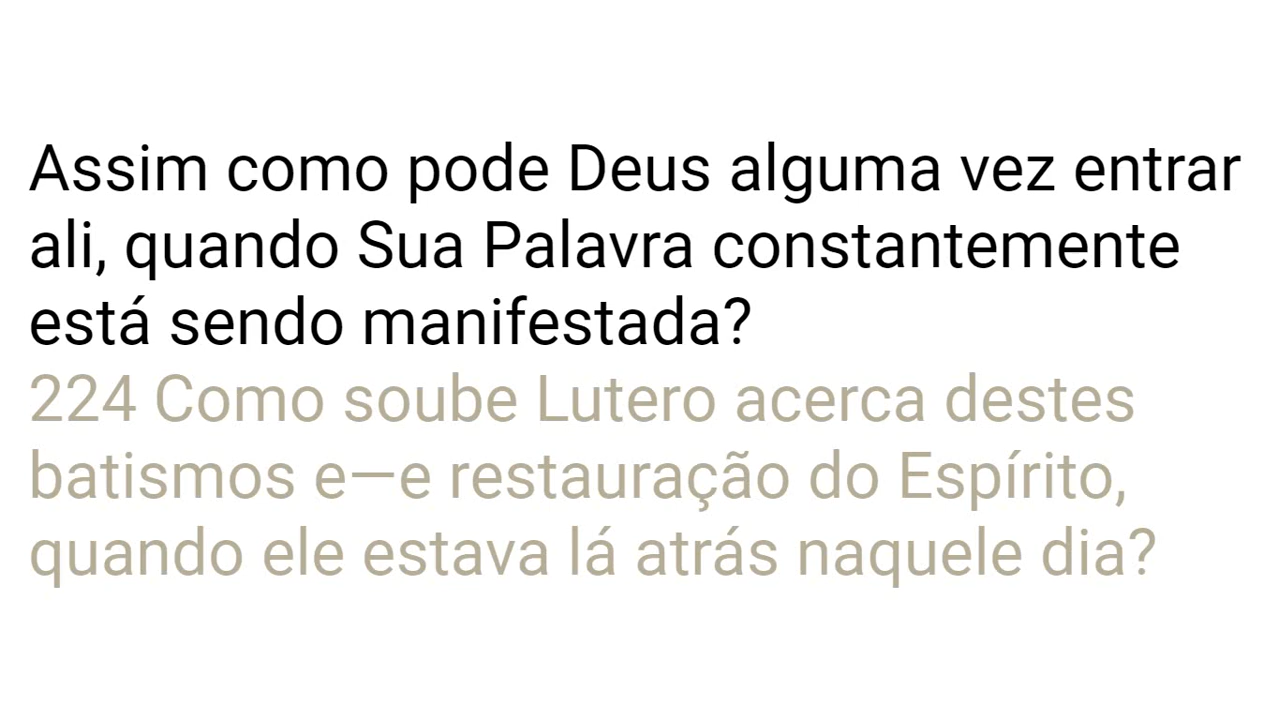 Assim como pode Deus alguma vez entrar
ali, quando Sua Palavra constantemente
está sendo manifestada?
224 Como soube Lutero acerca destes
batismos e—e restauração do Espírito,
quando ele estava lá atrás naquele dia?